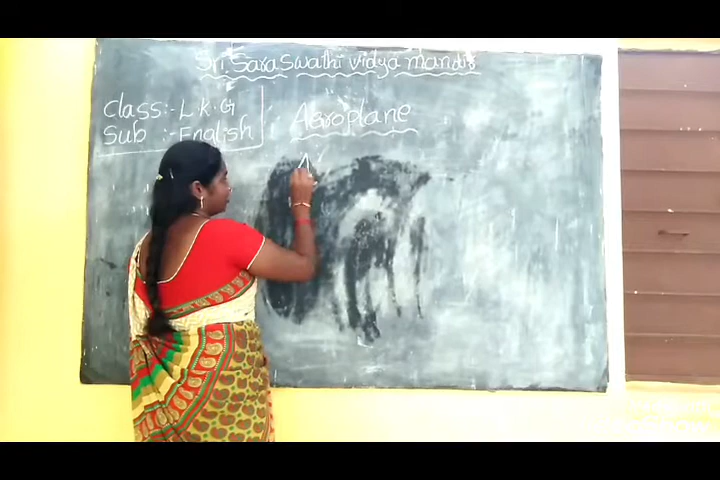 Sri. Saraswathi vidya mandir
Class:- L.K.G
Sub :- English
Aeroplane
A